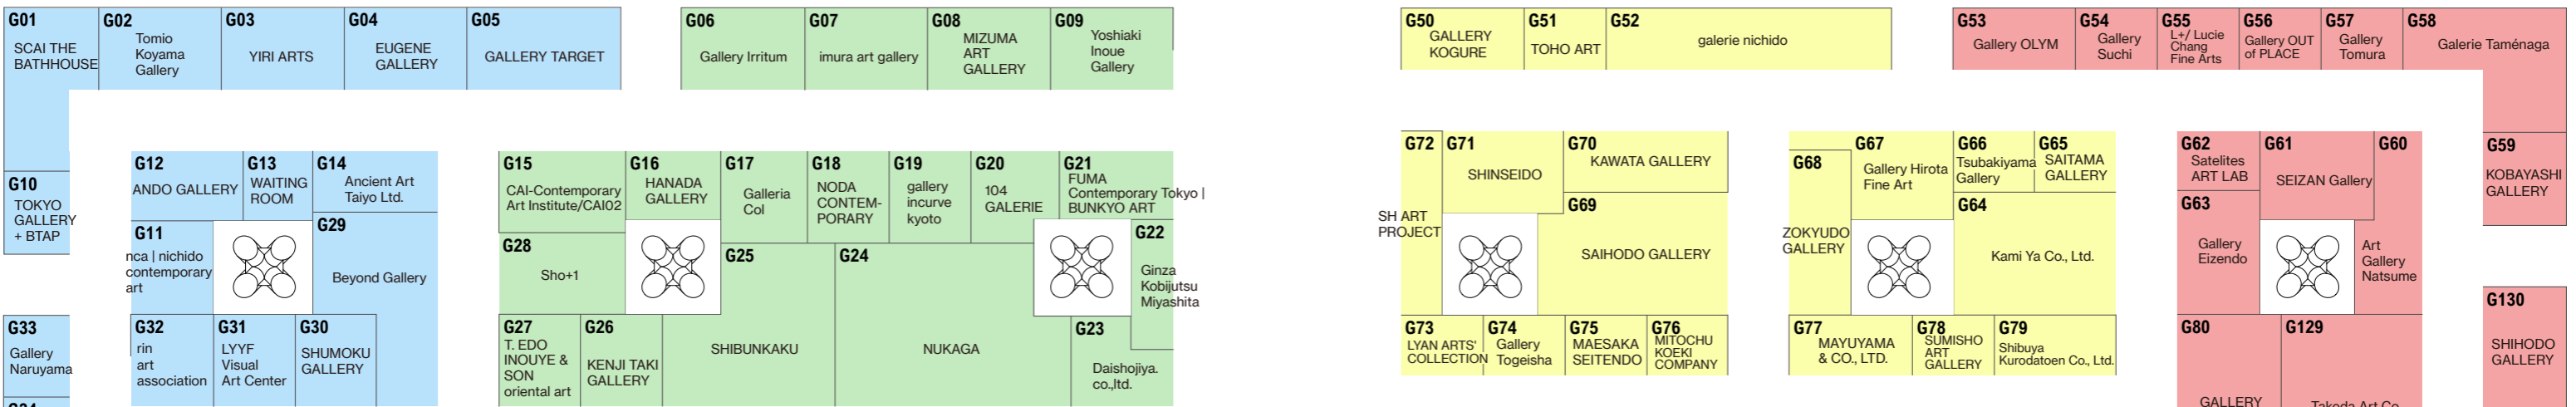 G01
SCAI THE
BATHHOUSE
G02
Tomio
Koyama
Gallery
G03
YIRI ARTS
G04
EUGENE
GALLERY
G05
GALLERY TARGET
G06
Gallery Irritum
G07
imura art gallery
G08
MIZUMA
ART
GALLERY
G09
Yoshiaki
Inoue
Gallery
G50
GALLERY
KOGURE
G51
TOHO ART
G52
galerie nichido
G53
Gallery OLYM
G54
Gallery
Suchi
G55
L+/ Lucie
Chang
Fine Arts
G56
Gallery OUT
of PLACE
G57
Gallery
Tomura
G58
Galerie Taménaga
G10
TOKYO
GALLERY
+ BTAP
G12
ANDO GALLERY
G13
WAITING
ROOM
G14
Ancient Art
Taiyo Ltd.
G11
nca | nichido
contemporary
art
G29
Beyond Gallery
G32
rin
art
association
G31
LYYF
Visual
Art Center
G30
SHUMOKU
GALLERY
G33
Gallery
Naruyama
G34
G15
CAI-Contemporary
Art Institute/CAI02
G16
HANADA
GALLERY
G17
Galleria
Col
G18
NODA
CONTEM-
PORARY
G19
gallery
incurve
kyoto
G20
104
GALERIE
G21
FUMA
Contemporary Tokyo |
BUNKYO ART
G28
Sho+1
G25
SHIBUNKAKU
G24
NUKAGA
G22
Ginza
Kobijutsu
Miyashita
G27
T. EDO
INOUYE &
SON
oriental art
G26
KENJI TAKI
GALLERY
G23
Daishojiya.
co.,ltd.
G72
SH ART
PROJECT
G71
SHINSEIDO
G70
KAWATA GALLERY
G69
SAIHODO GALLERY
G73
LYAN ARTS'
COLLECTION
G74
Gallery
Togeisha
G75
MAESAKA
SEITENDO
G76
MITOCHU
KOEKI
COMPANY
G68
ZOKYUDO
GALLERY
G67
Gallery Hirota
Fine Art
G66
Tsubakiyama
Gallery
G65
SAITAMA
GALLERY
G64
Kami Ya Co., Ltd.
G77
MAYUYAMA
& CO., LTD.
G78
SUMISHO
ART
GALLERY
G79
Shibuya
Kurodatoen Co., Ltd.
G62
Satelites
ART LAB
G61
SEIZAN Gallery
G60
Art
Gallery
Natsume
G63
Gallery
Eizendo
G80
GALLERY
G129
Takeda Art Co.
G59
KOBAYASHI
GALLERY
G130
SHIHODO
GALLERY